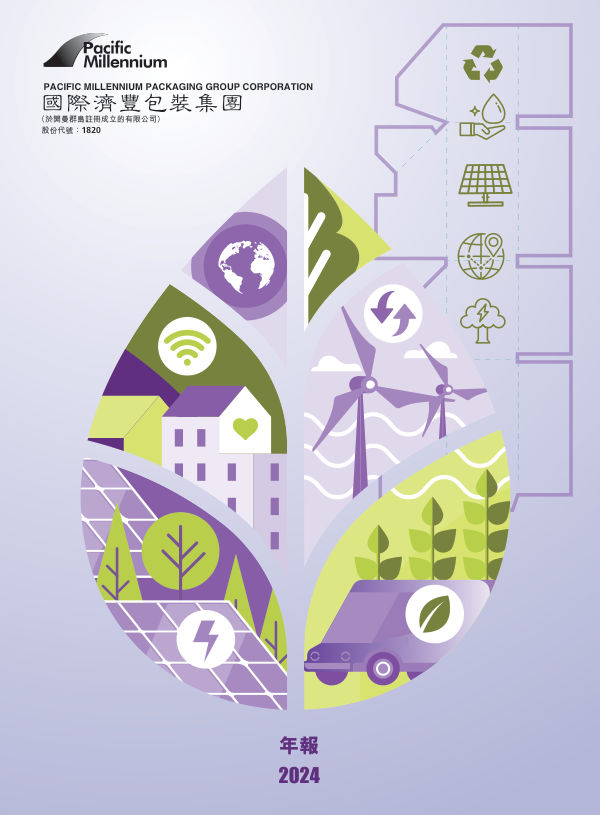 Pacific
Millennium
PACIFIC MILLENNIUM PACKAGING GROUP CORPORATION
國際濟豐包裝集團
(於開曼群島註冊成立的有限公司)
股份代號：1820
年報
2024